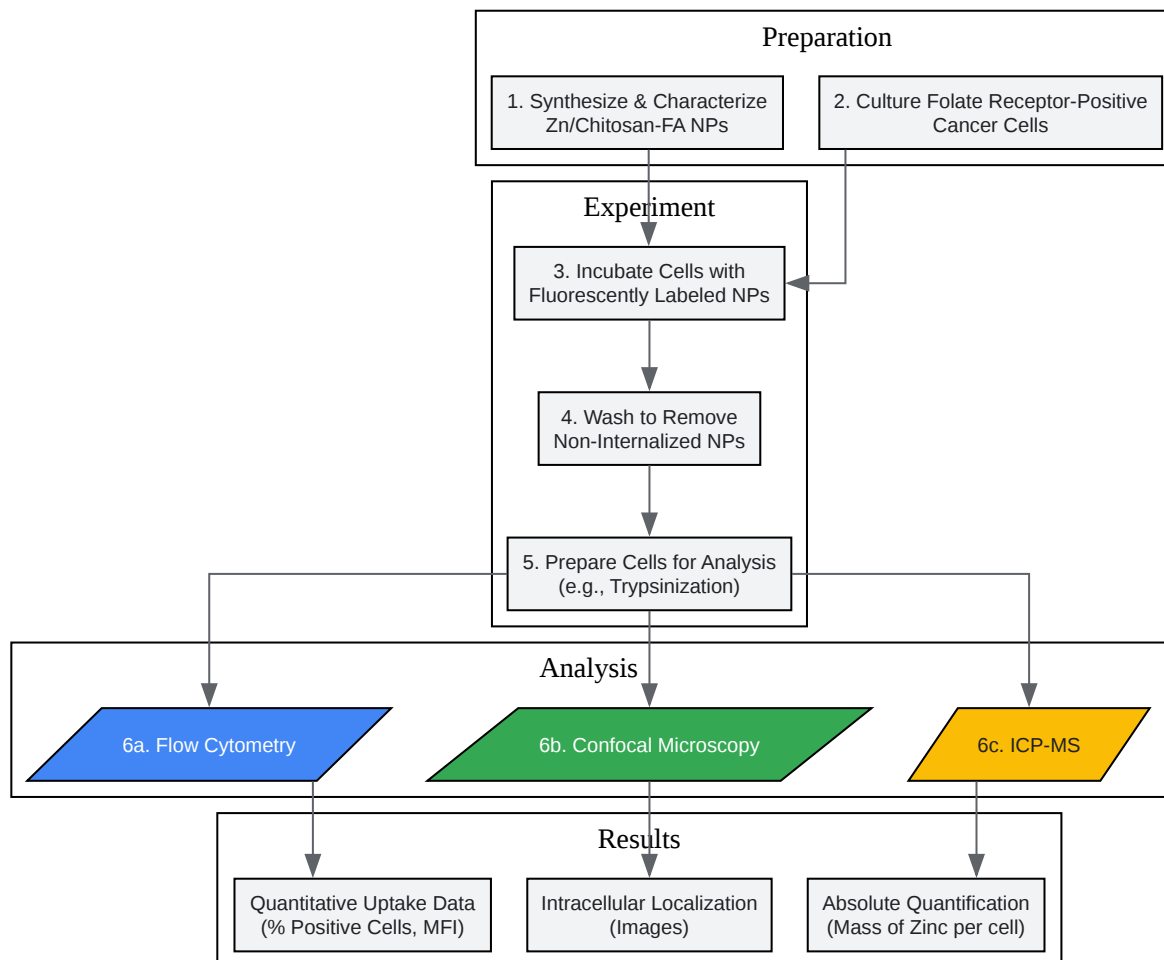 Preparation
1. Synthesize & Characterize
Zn/Chitosan-FA NPs
2. Culture Folate Receptor-Positive
Cancer Cells
Experiment
3. Incubate Cells with
Fluorescently Labeled NPs
4. Wash to Remove
Non-Internalized NPs
5. Prepare Cells for Analysis
(e.g., Trypsinization)
Analysis
6a. Flow Cytometry
6b. Confocal Microscopy
6c. ICP-MS
Results
Quantitative Uptake Data
(% Positive Cells, MFI)
Intracellular Localization
(Images)
Absolute Quantification
(Mass of Zinc per cell)